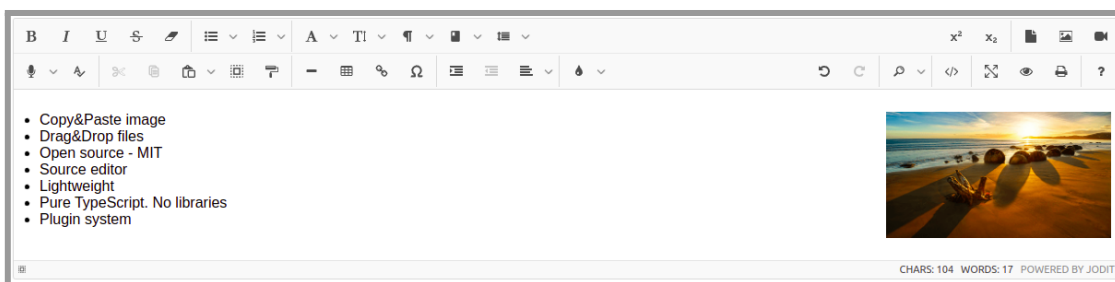 B I U S A TI ¶ x² x₂
A Ω </> ?
Copy&Paste image
Drag&Drop files
Open source - MIT
Source editor
Lightweight
Pure TypeScript. No libraries
Plugin system
CHARS: 104 WORDS: 17 POWERED BY JODIT